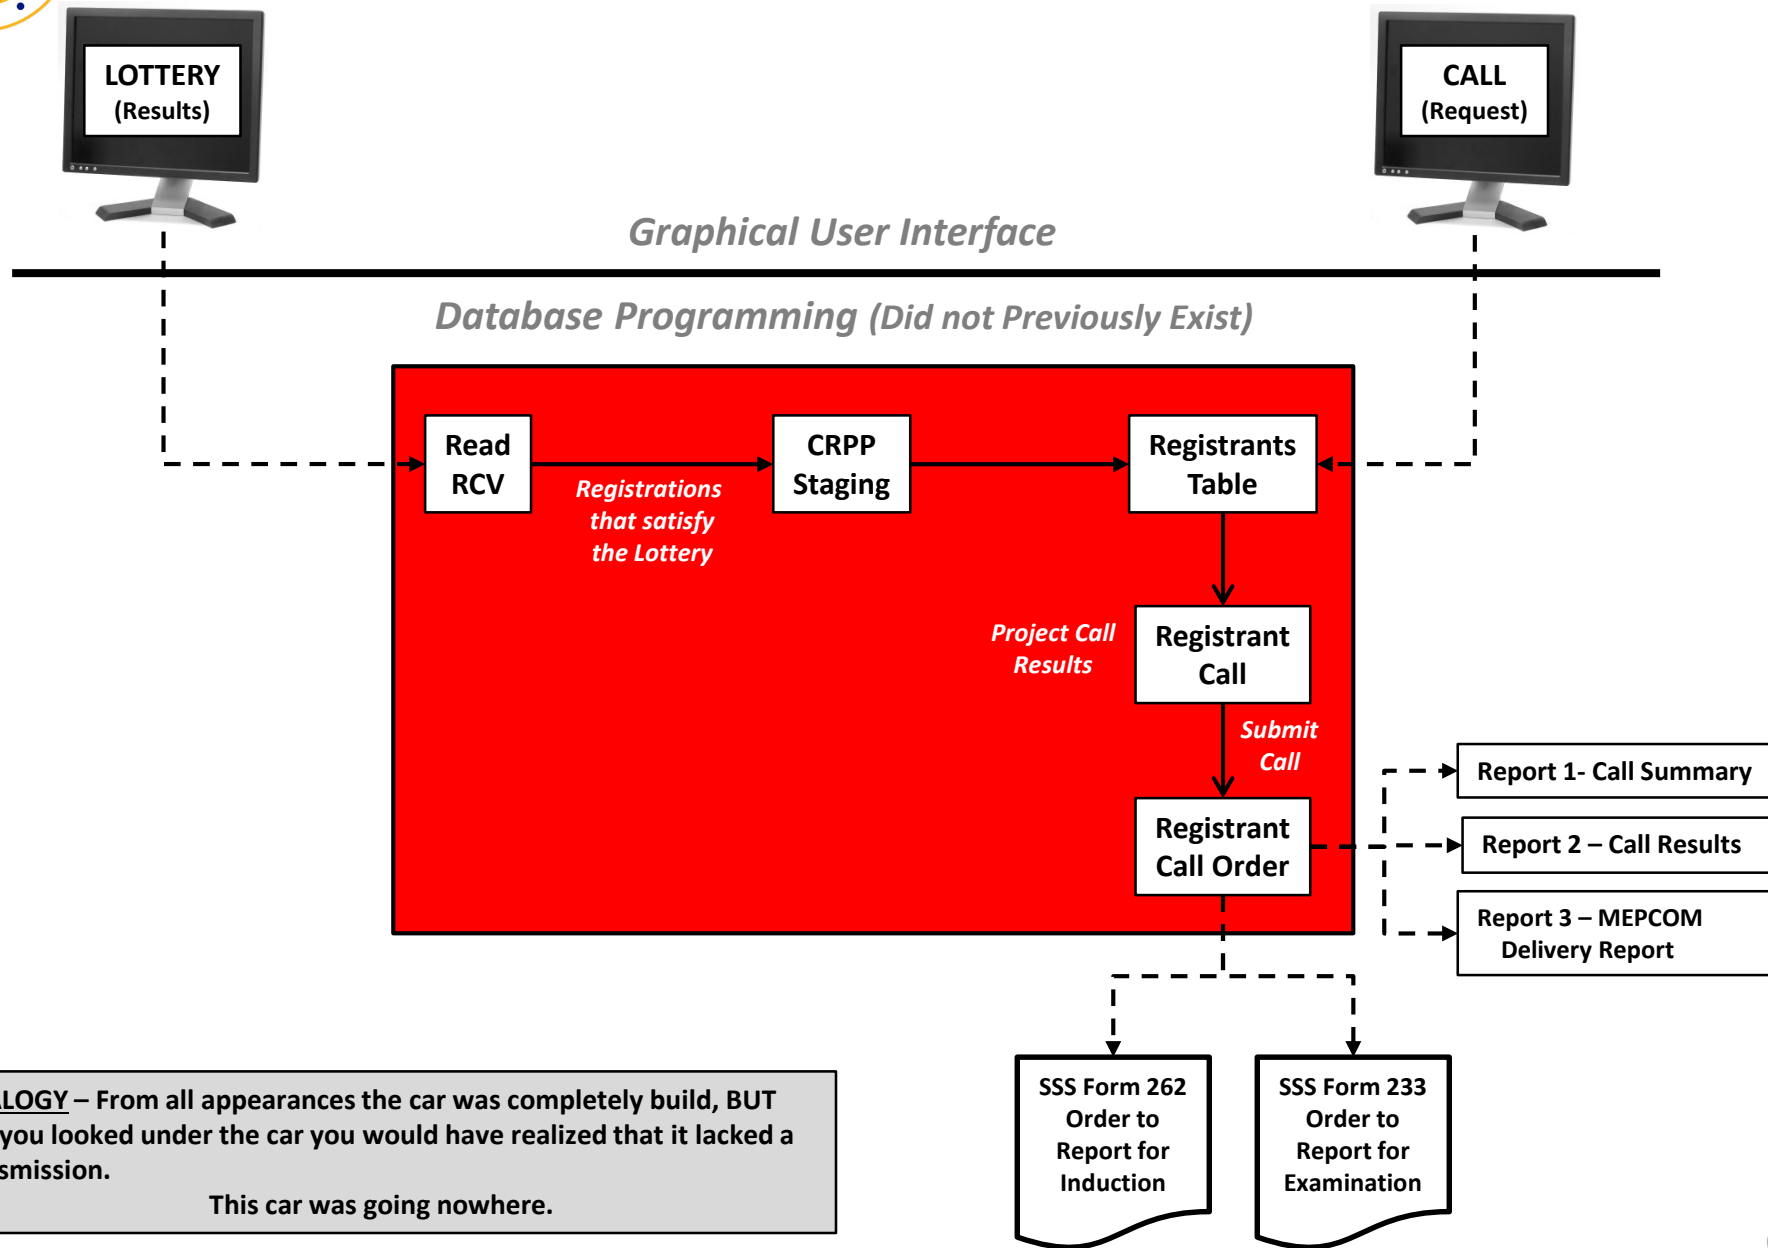 LOTTERY
(Results)
CALL
(Request)
Graphical User Interface
Database Programming (Did not Previously Exist)
Read
RCV
Registrations
that satisfy
the Lottery
CRPP
Staging
Registrants
Table
Project Call
Results
Registrant
Call
Submit
Call
Registrant
Call Order
Report 1- Call Summary
Report 2 – Call Results
Report 3 – MEPCOM
Delivery Report
SSS Form 262
Order to
Report for
Induction
SSS Form 233
Order to
Report for
Examination
ALOGY – From all appearances the car was completely build, BUT
you looked under the car you would have realized that it lacked a
smission.
This car was going nowhere.